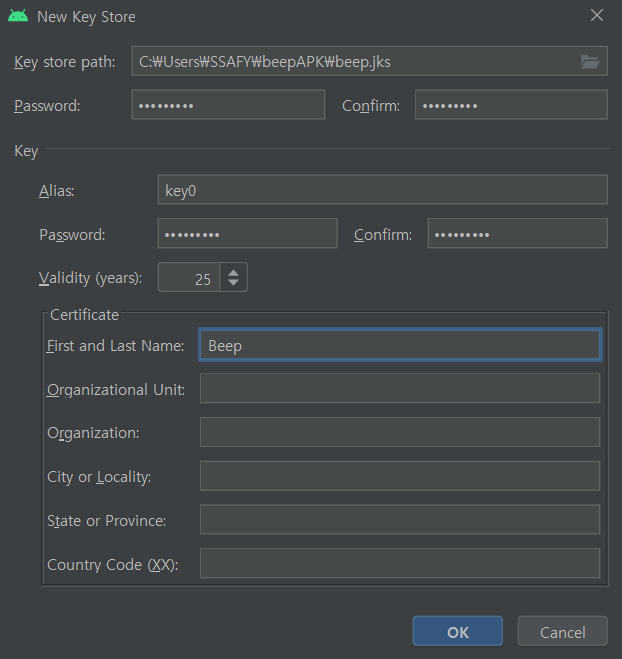 New Key Store
Key store path: C:₩Users₩SSAFY₩beepAPK₩beep.jks
Password: ••••••••• Confirm: •••••••••
Key
Alias: key0
Password: ••••••••• Confirm: •••••••••
Validity (years): 25
Certificate
First and Last Name: Beep
Organizational Unit:
Organization:
City or Locality:
State or Province:
Country Code (XX):
OK Cancel